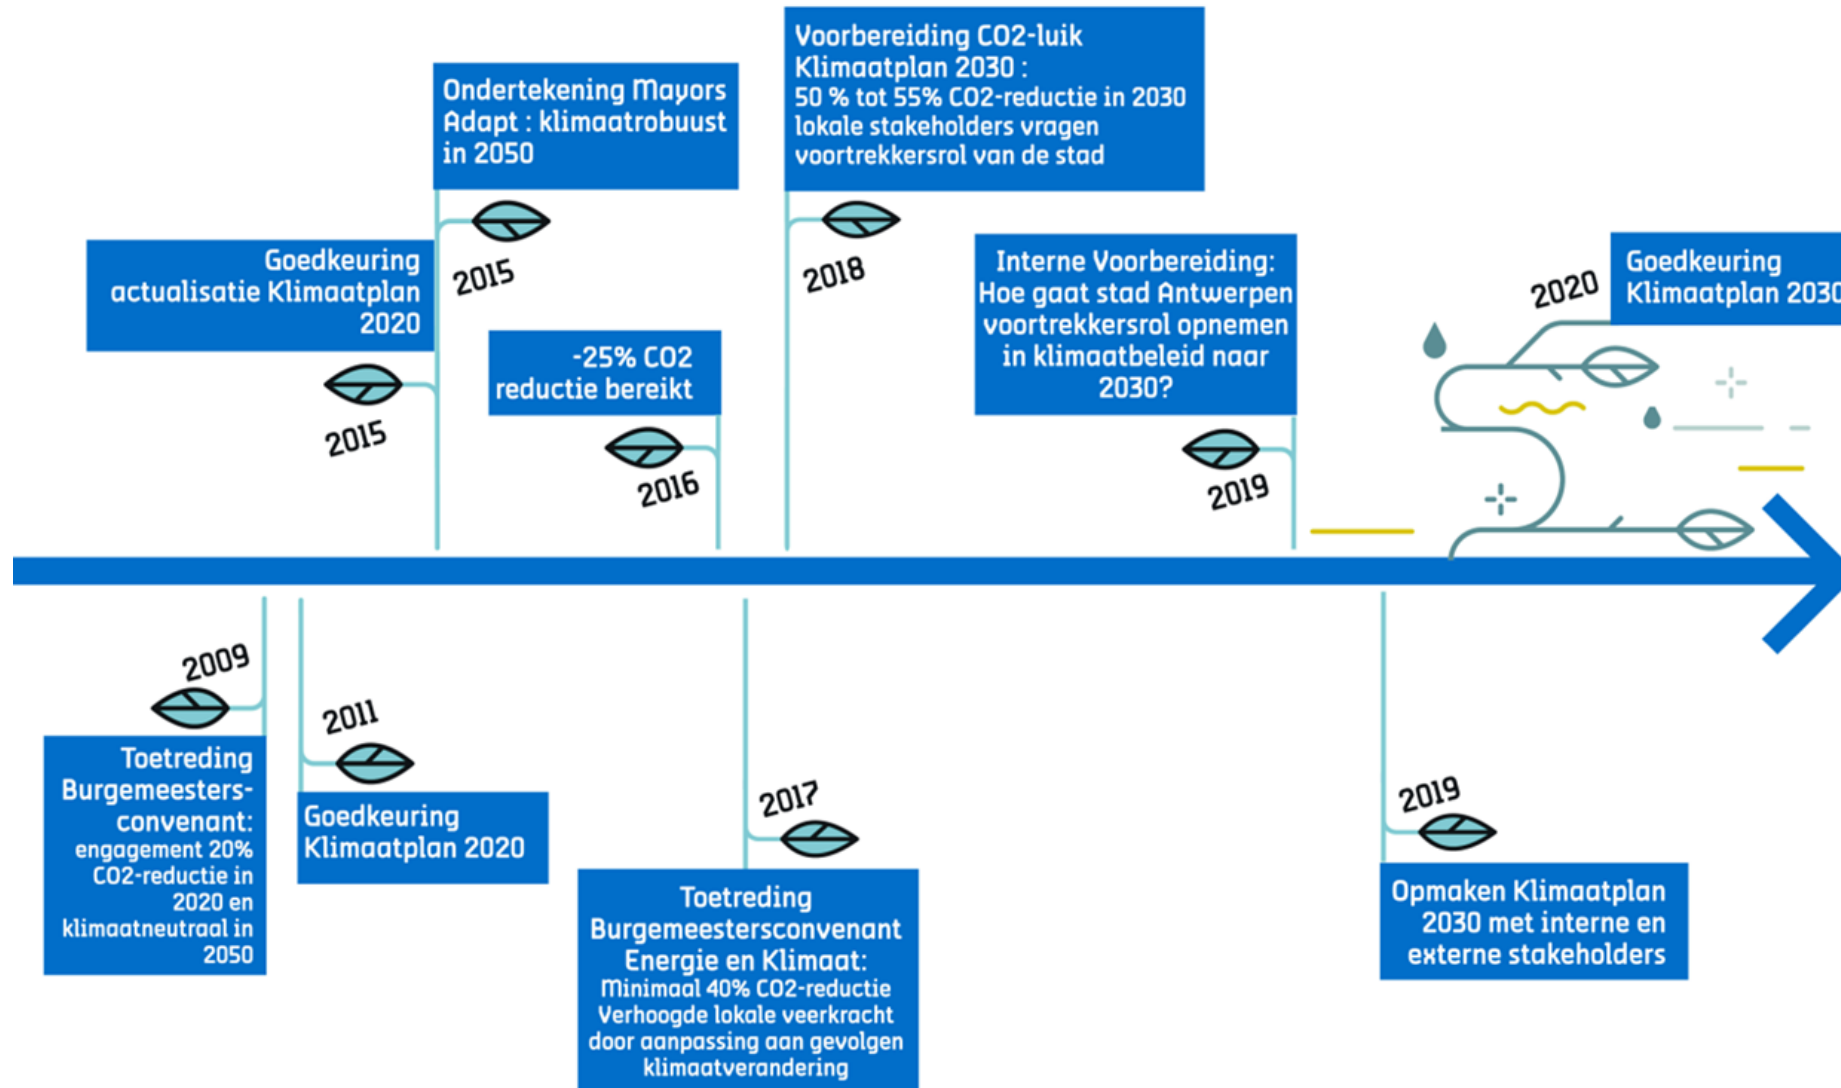 Voorbereiding CO2-luik
Klimaatplan 2030 :
50 % tot 55% CO2-reductie in 2030
lokale stakeholders vragen
voortrekkersrol van de stad
2018
Ondertekening Mayors
Adapt : klimaatrobuust
in 2050
2015
Goedkeuring
actualisatie Klimaatplan
2020
2015
-25% CO2
reductie bereikt
2016
Interne Voorbereiding:
Hoe gaat stad Antwerpen
voortrekkersrol opnemen
in klimaatbeleid naar
2030?
2019
2020
Goedkeuring
Klimaatplan 2030
2009
Toetreding
Burgemeesters-
convenant:
engagement 20%
CO2-reductie in
2020 en
klimaatneutraal in
2050
2011
Goedkeuring
Klimaatplan 2020
2017
Toetreding
Burgemeestersconvenant
Energie en Klimaat:
Minimaal 40% CO2-reductie
Verhoogde lokale veerkracht
door aanpassing aan gevolgen
klimaatverandering
2019
Opmaken Klimaatplan
2030 met interne en
externe stakeholders